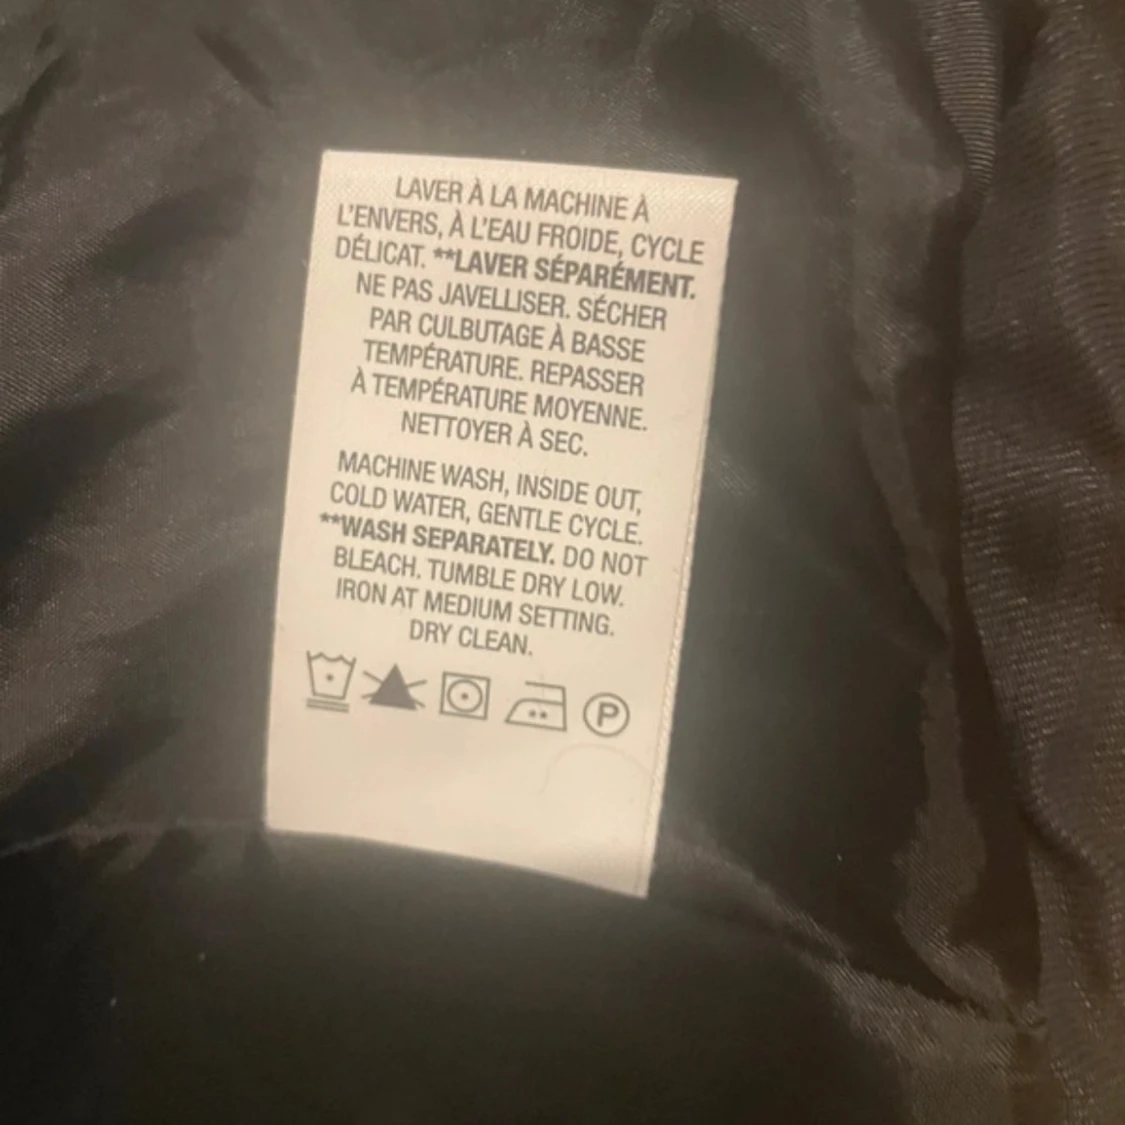 LAVER À LA MACHINE À
L'ENVERS, À L'EAU FROIDE, CYCLE
DÉLICAT. **LAVER SÉPARÉMENT.
NE PAS JAVELLISER. SÉCHER
PAR CULBUTAGE À BASSE
TEMPÉRATURE. REPASSER
À TEMPÉRATURE MOYENNE.
NETTOYER À SEC.
MACHINE WASH, INSIDE OUT,
COLD WATER, GENTLE CYCLE.
**WASH SEPARATELY. DO NOT
BLEACH. TUMBLE DRY LOW.
IRON AT MEDIUM SETTING.
DRY CLEAN.
P